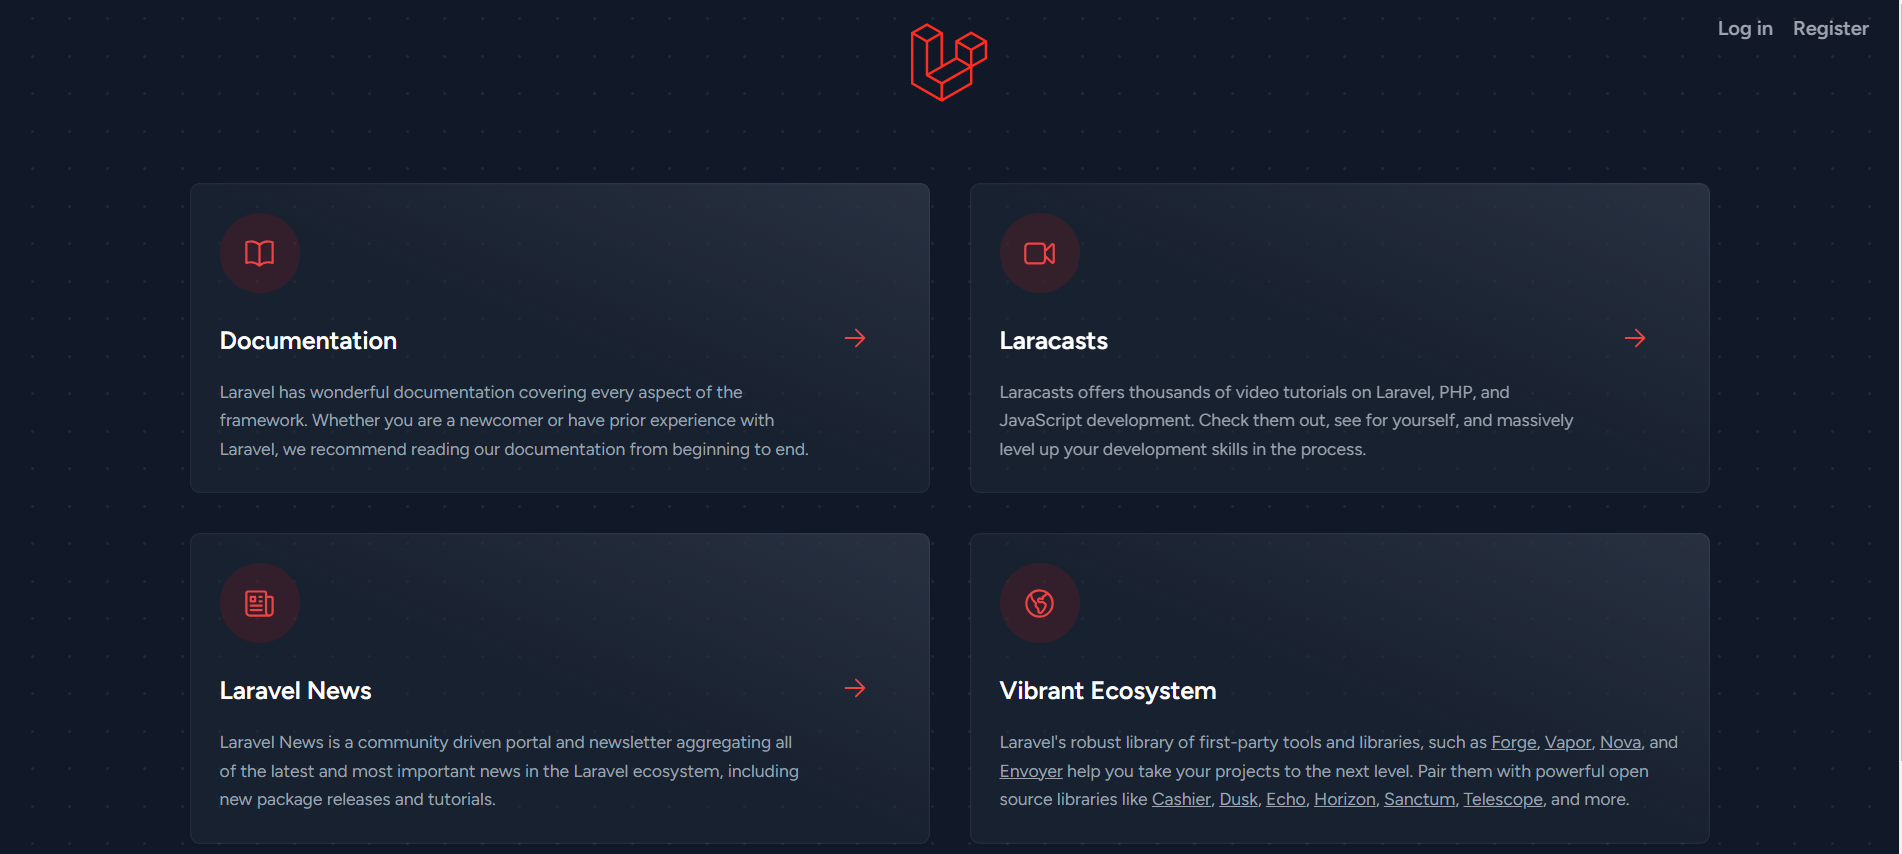 Log in Register
Documentation
Laravel has wonderful documentation covering every aspect of the
framework. Whether you are a newcomer or have prior experience with
Laravel, we recommend reading our documentation from beginning to end.
Laracasts
Laracasts offers thousands of video tutorials on Laravel, PHP, and
JavaScript development. Check them out, see for yourself, and massively
level up your development skills in the process.
Laravel News
Laravel News is a community driven portal and newsletter aggregating all
of the latest and most important news in the Laravel ecosystem, including
new package releases and tutorials.
Vibrant Ecosystem
Laravel's robust library of first-party tools and libraries, such as Forge, Vapor, Nova, and
Envoyer help you take your projects to the next level. Pair them with powerful open
source libraries like Cashier, Dusk, Echo, Horizon, Sanctum, Telescope, and more.